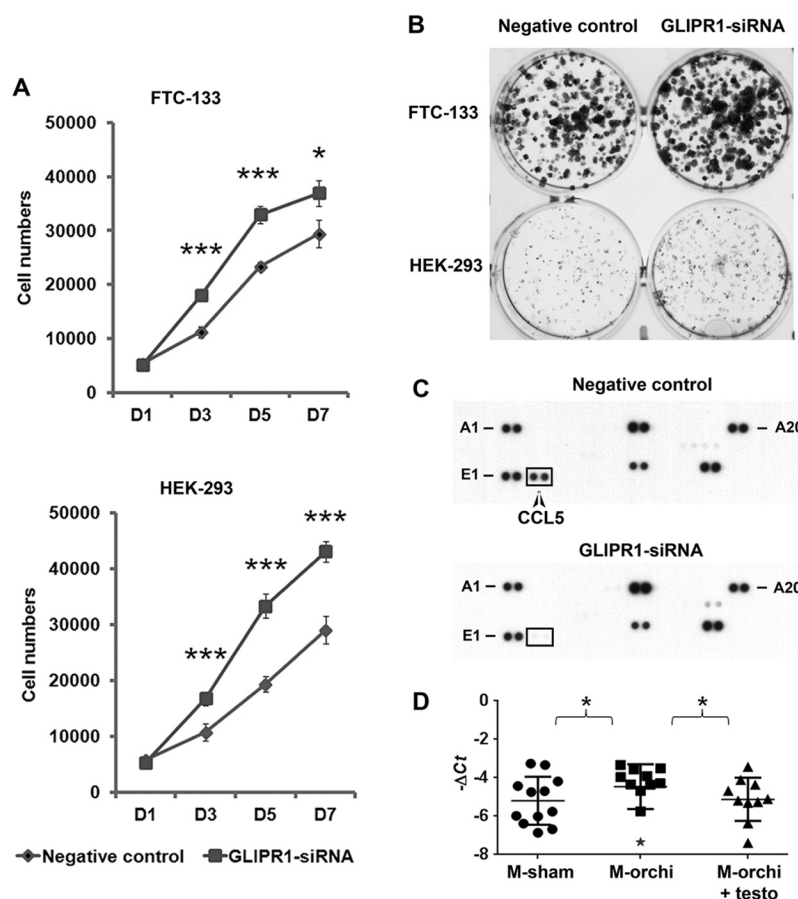 A
FTC-133
50000
40000
30000
20000
10000
0
Cell numbers
D1 D3 D5 D7
*** *** *
HEK-293
50000
40000
30000
20000
10000
0
Cell numbers
D1 D3 D5 D7
*** *** ***
Negative control GLIPR1-siRNA
B
Negative control GLIPR1-siRNA
FTC-133
HEK-293
C
Negative control
A1 – – A20
E1 –
CCL5
GLIPR1-siRNA
A1 – – A20
E1 –
D
0
-2
-4
-6
-8
-ΔCt
* *
M-sham M-orchi M-orchi
+ testo